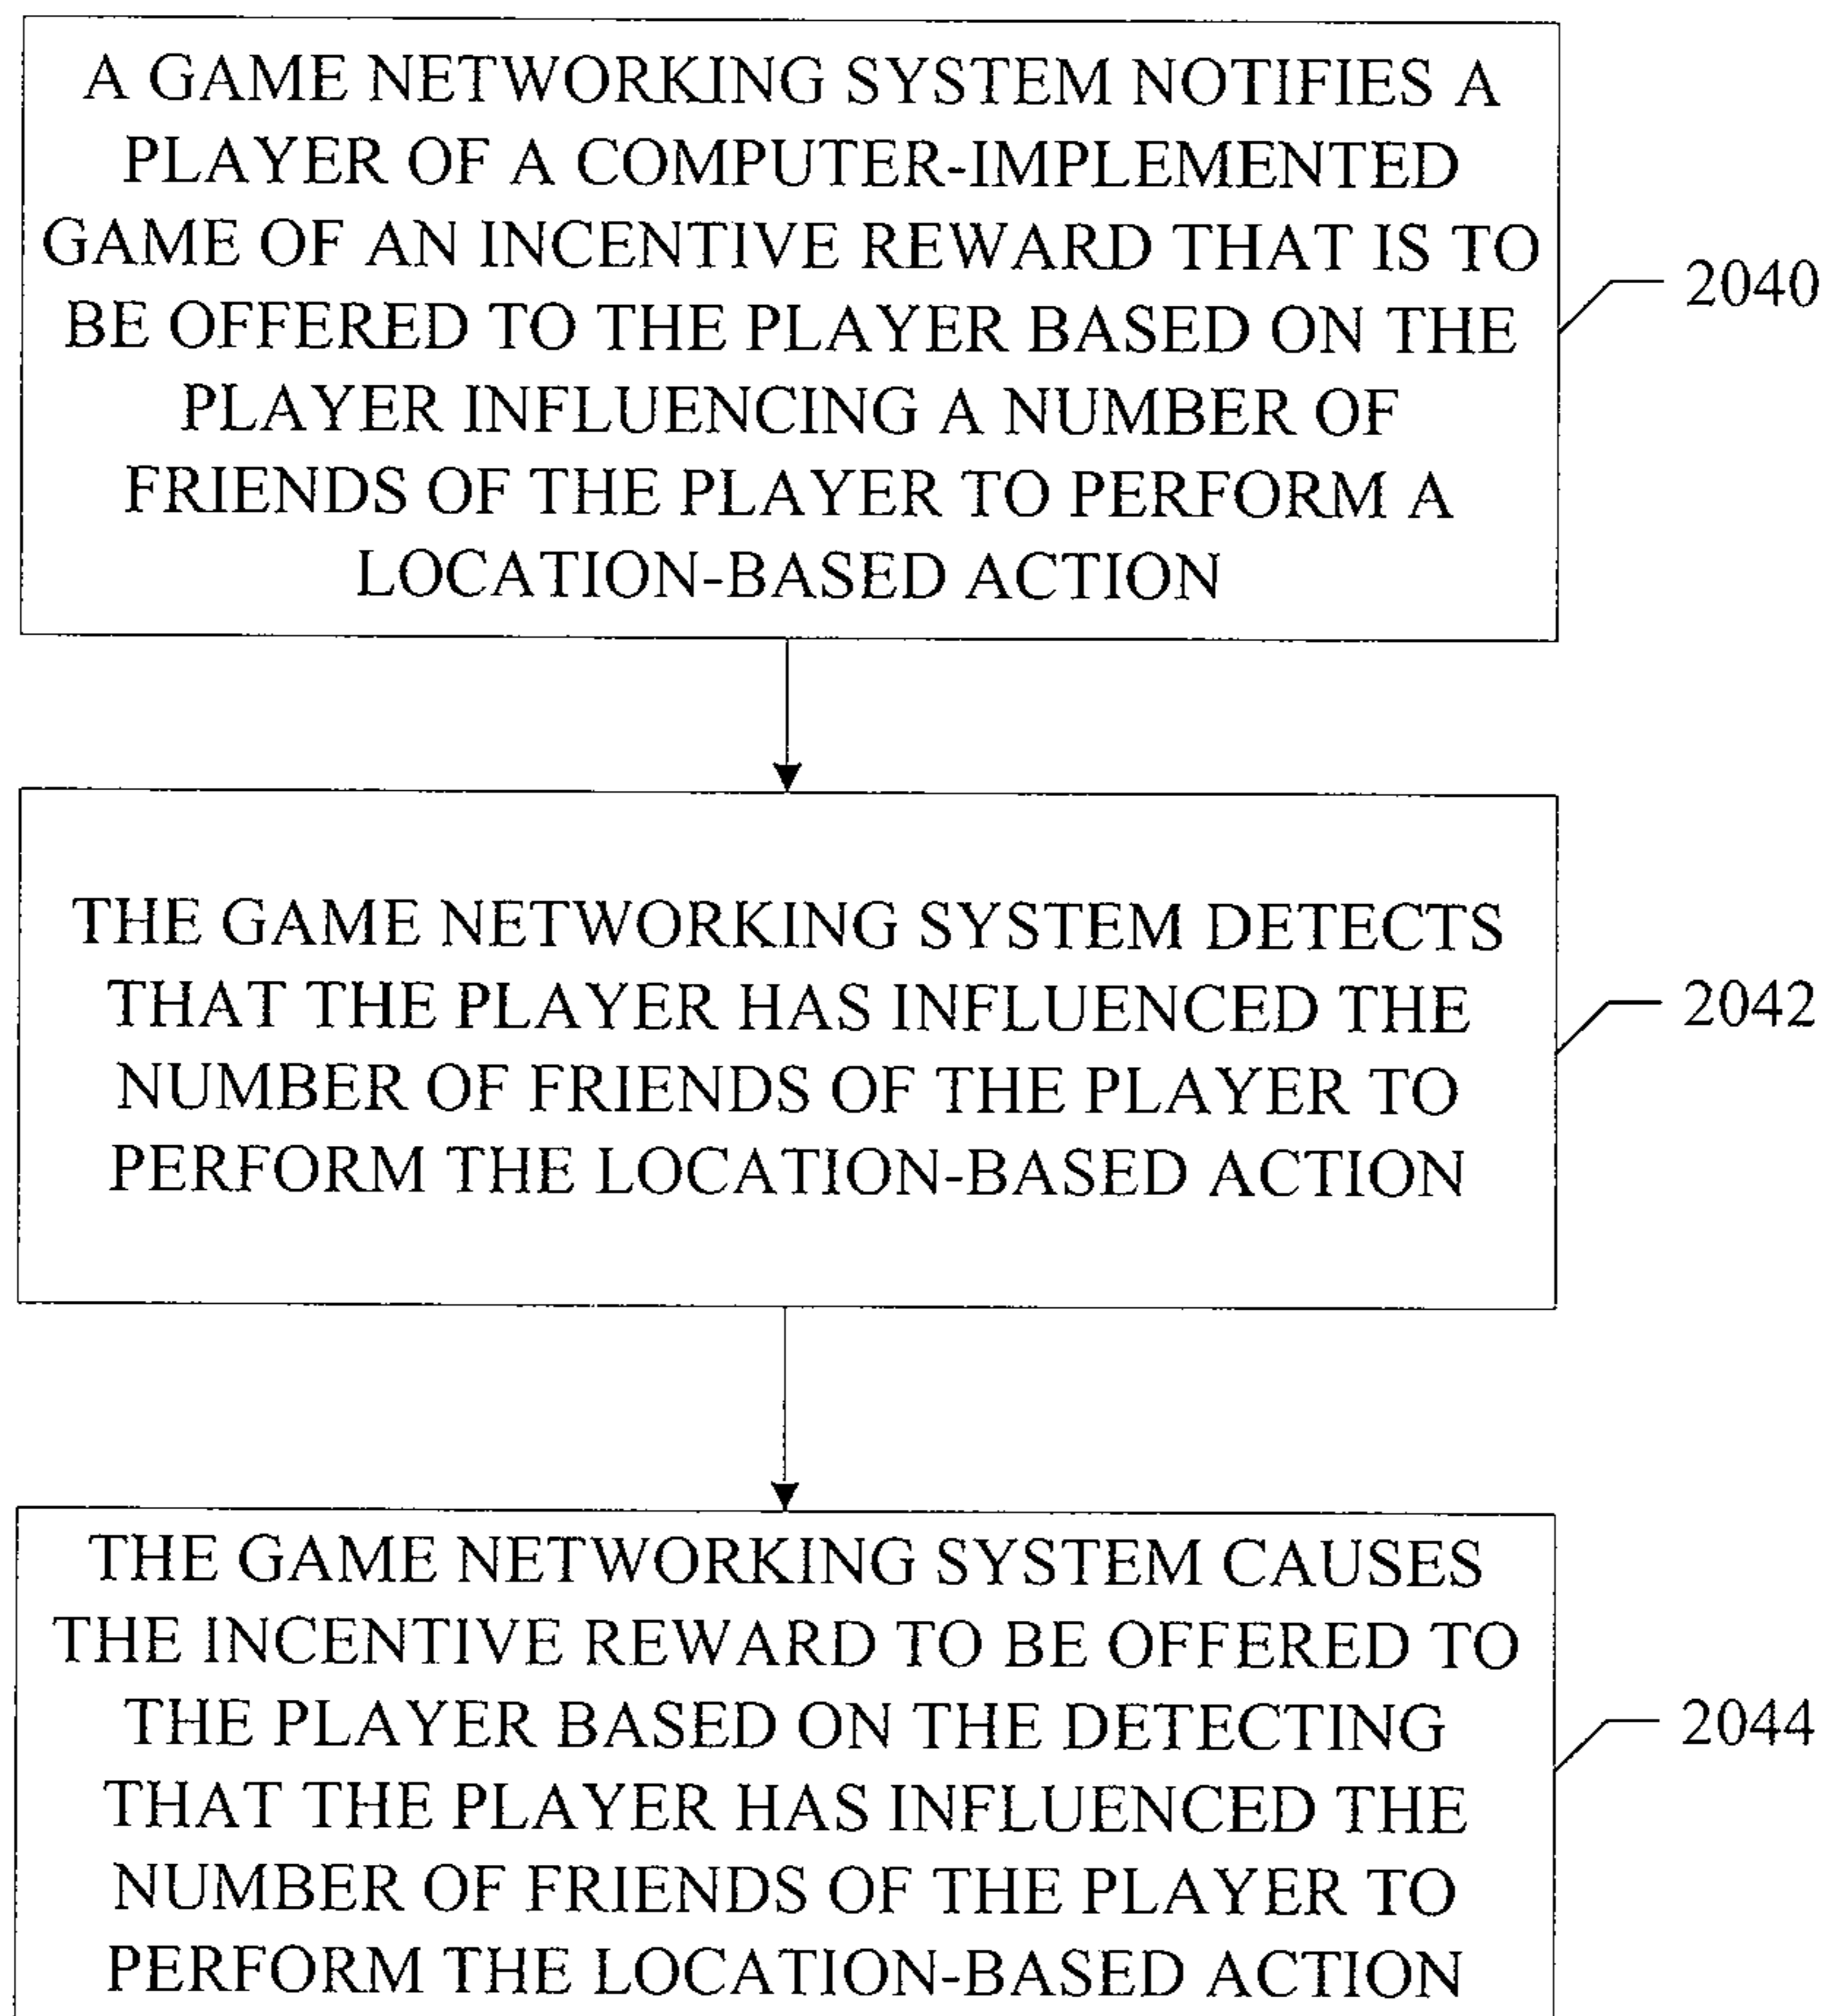 A GAME NETWORKING SYSTEM NOTIFIES A
PLAYER OF A COMPUTER-IMPLEMENTED
GAME OF AN INCENTIVE REWARD THAT IS TO
BE OFFERED TO THE PLAYER BASED ON THE
PLAYER INFLUENCING A NUMBER OF
FRIENDS OF THE PLAYER TO PERFORM A
LOCATION-BASED ACTION
2040
THE GAME NETWORKING SYSTEM DETECTS
THAT THE PLAYER HAS INFLUENCED THE
NUMBER OF FRIENDS OF THE PLAYER TO
PERFORM THE LOCATION-BASED ACTION
2042
THE GAME NETWORKING SYSTEM CAUSES
THE INCENTIVE REWARD TO BE OFFERED TO
THE PLAYER BASED ON THE DETECTING
THAT THE PLAYER HAS INFLUENCED THE
NUMBER OF FRIENDS OF THE PLAYER TO
PERFORM THE LOCATION-BASED ACTION
2044